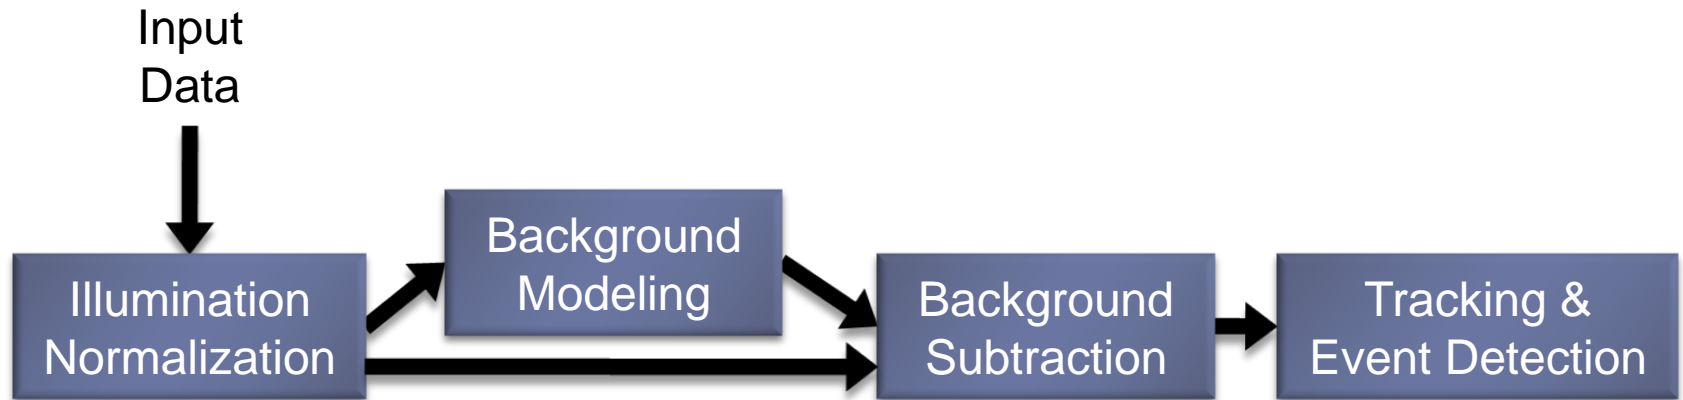 Input
Data
Illumination
Normalization
Background
Modeling
Background
Subtraction
Tracking &
Event Detection